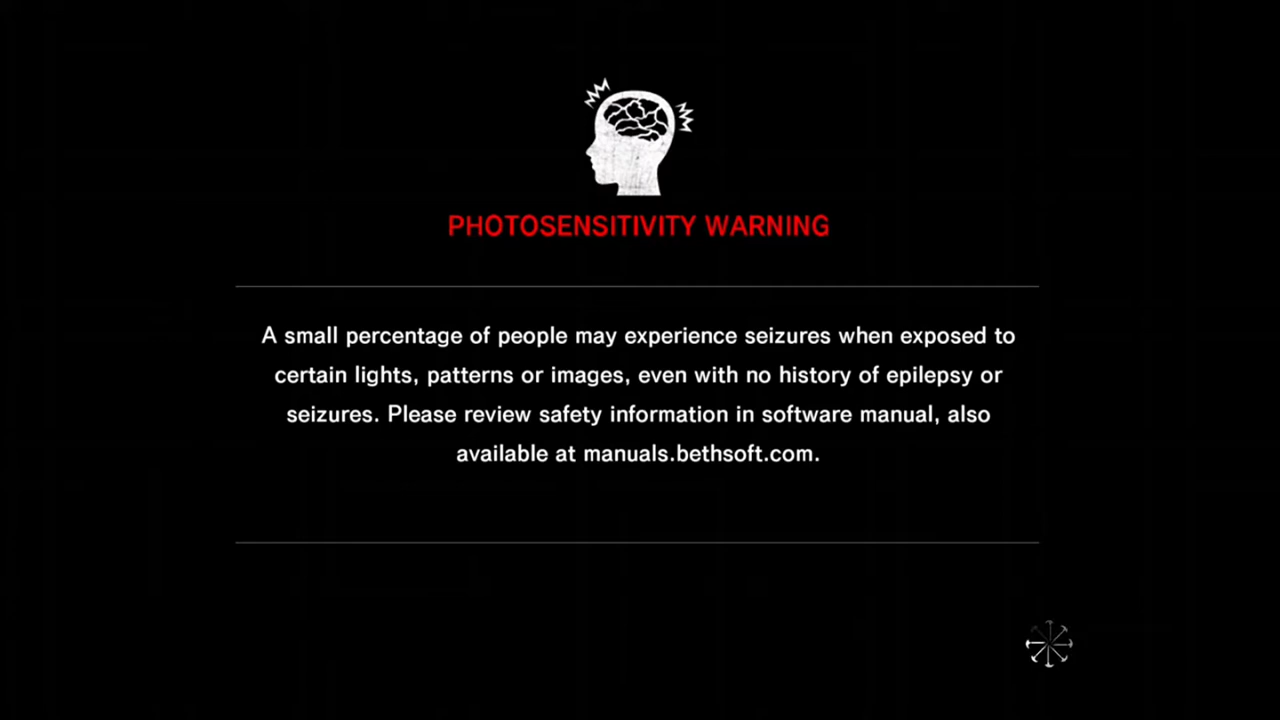 PHOTOSENSITIVITY WARNING
A small percentage of people may experience seizures when exposed to
certain lights, patterns or images, even with no history of epilepsy or
seizures. Please review safety information in software manual, also
available at manuals.bethsoft.com.